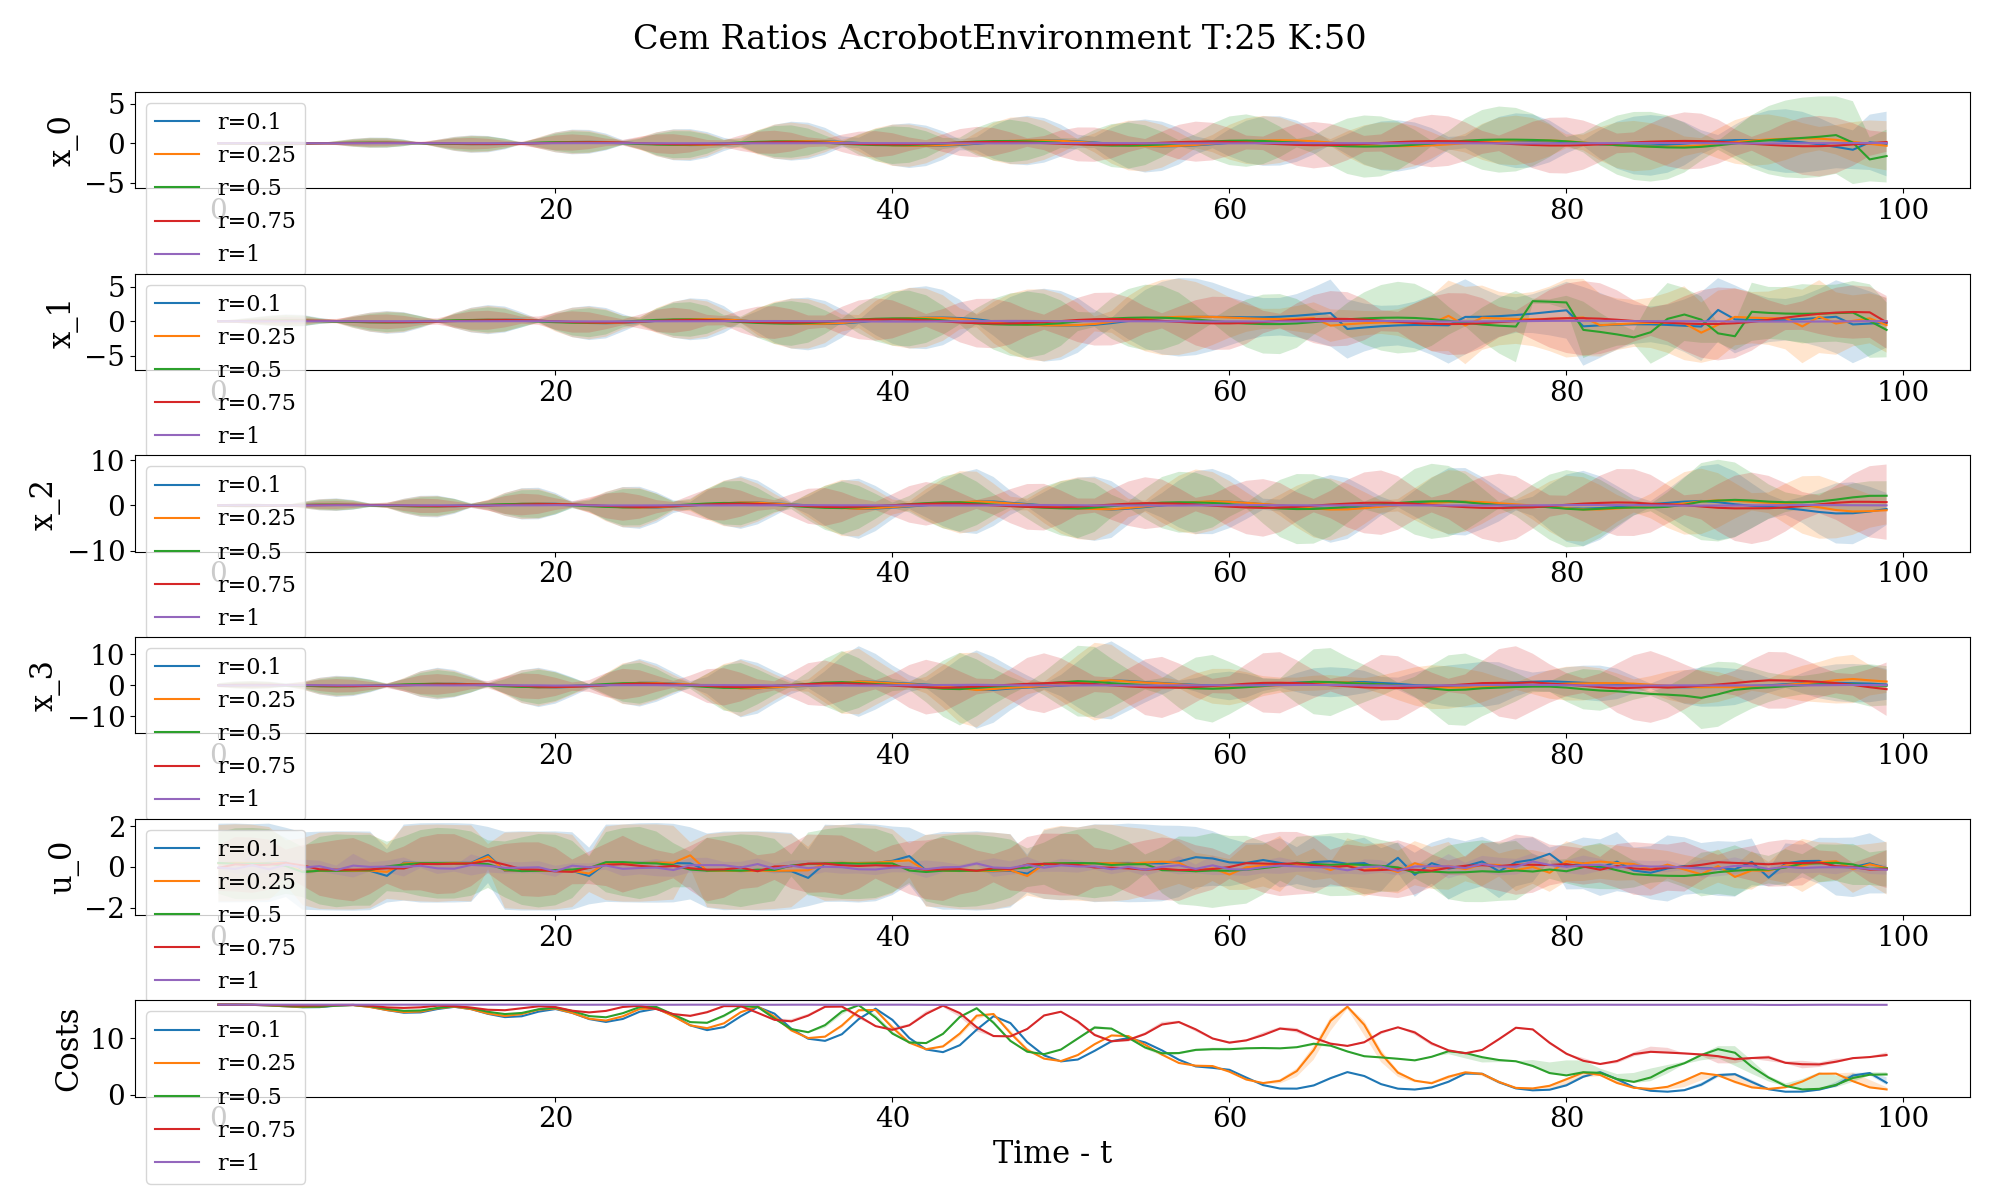 Cem Ratios AcrobotEnvironment T:25 K:50
x_0
5
0
−5
r=0.1
r=0.25
r=0.5
r=0.75
r=1
0
20
40
60
80
100
x_1
5
0
−5
r=0.1
r=0.25
r=0.5
r=0.75
r=1
0
20
40
60
80
100
x_2
10
0
−10
r=0.1
r=0.25
r=0.5
r=0.75
r=1
0
20
40
60
80
100
x_3
10
0
−10
r=0.1
r=0.25
r=0.5
r=0.75
r=1
0
20
40
60
80
100
u_0
2
0
−2
r=0.1
r=0.25
r=0.5
r=0.75
r=1
0
20
40
60
80
100
Costs
10
0
r=0.1
r=0.25
r=0.5
r=0.75
r=1
0
20
40
60
80
100
Time - t